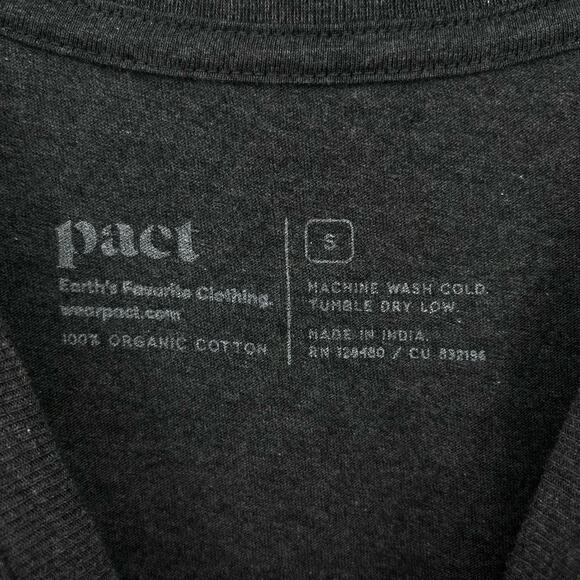 pact
Earth's Favorite Clothing.
wearpact.com
100% ORGANIC COTTON
S
MACHINE WASH COLD.
TUMBLE DRY LOW.
MADE IN INDIA.
RN 128480 / CU 832196